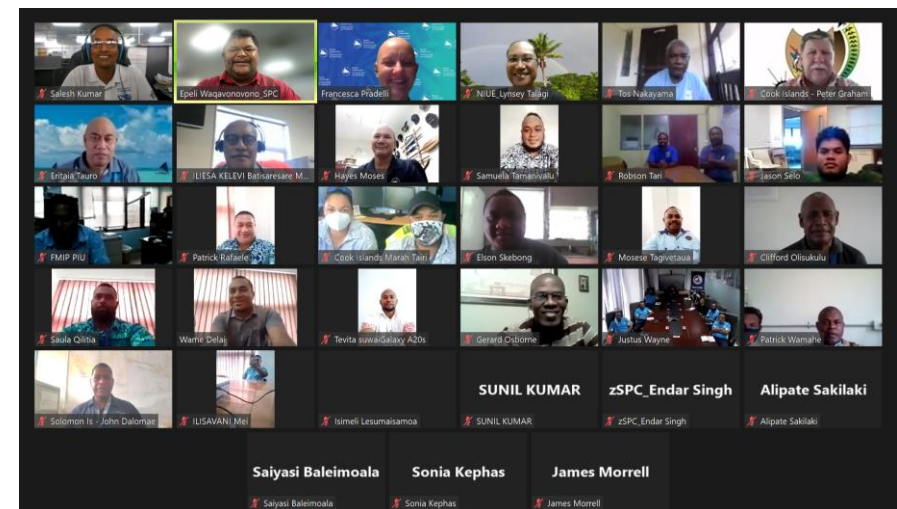 Salesh Kumar
Epeli Waqavonovono_SPC
Francesca Pradelli
NIUE_Lynsey Talagi
Tos Nakayama
Cook Islands - Peter Graham
Eritaia Tauro
ILIESA KELEVI Batisaresare M...
Hayes Moses
Samuela Tamanivalu
Robson Tari
Jason Selo
FMIP PIU
Patrick Rafaele
Cook Islands Marah Tairi
Elson Skebong
Mosese Tagivetaua
Clifford Olisukulu
Saula Qilitia
Wame Delai
Tevita suwaiGalaxy A20s
Gerard Osborne
Justus Wayne
Patrick Wamahe
SUNIL KUMAR
zSPC_Endar Singh
Alipate Sakilaki
Solomon Is - John Dalomae
ILISAVANI Mei
Isimeli Lesumaisamoa
SUNIL KUMAR
zSPC_Endar Singh
Alipate Sakilaki
Saiyasi Baleimoala
Sonia Kephas
James Morrell
Saiyasi Baleimoala
Sonia Kephas
James Morrell